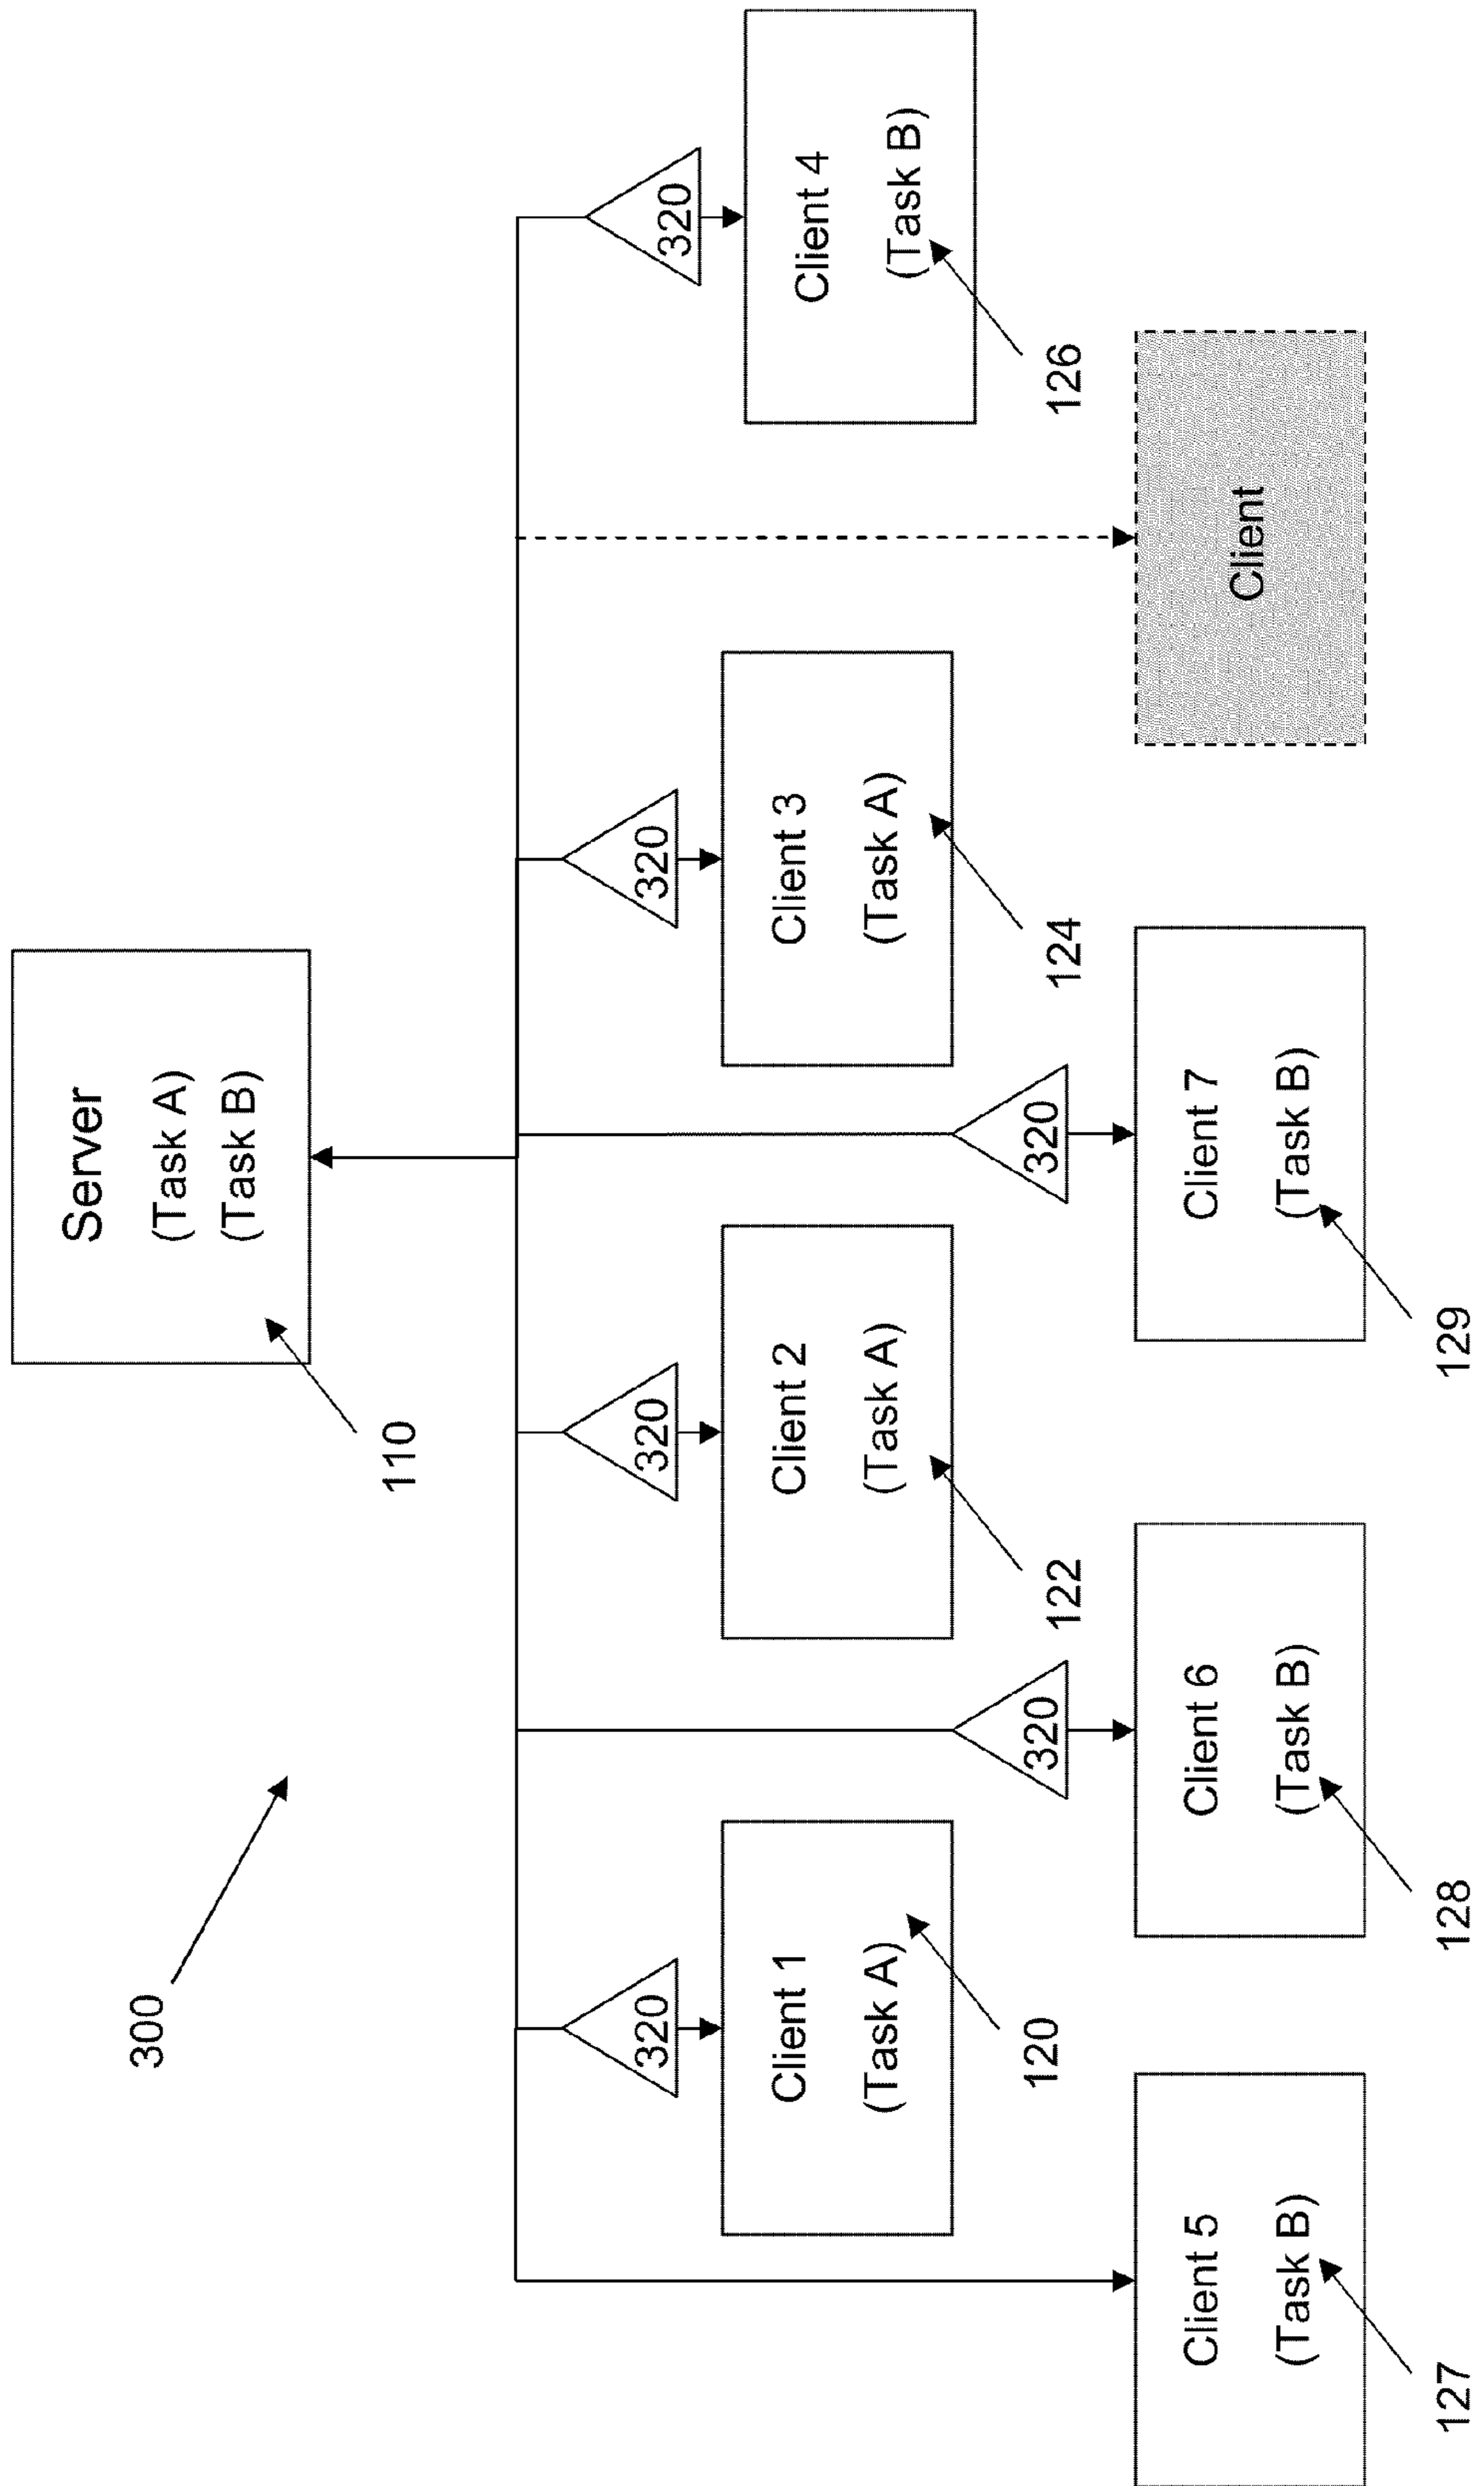 300
Server
(Task A)
(Task B)
110
320
320
320
320
Client 1
(Task A)
120
Client 2
(Task A)
122
Client 3
(Task A)
124
Client 4
(Task B)
126
320
320
Client 5
(Task B)
127
Client 6
(Task B)
128
Client 7
(Task B)
129
Client